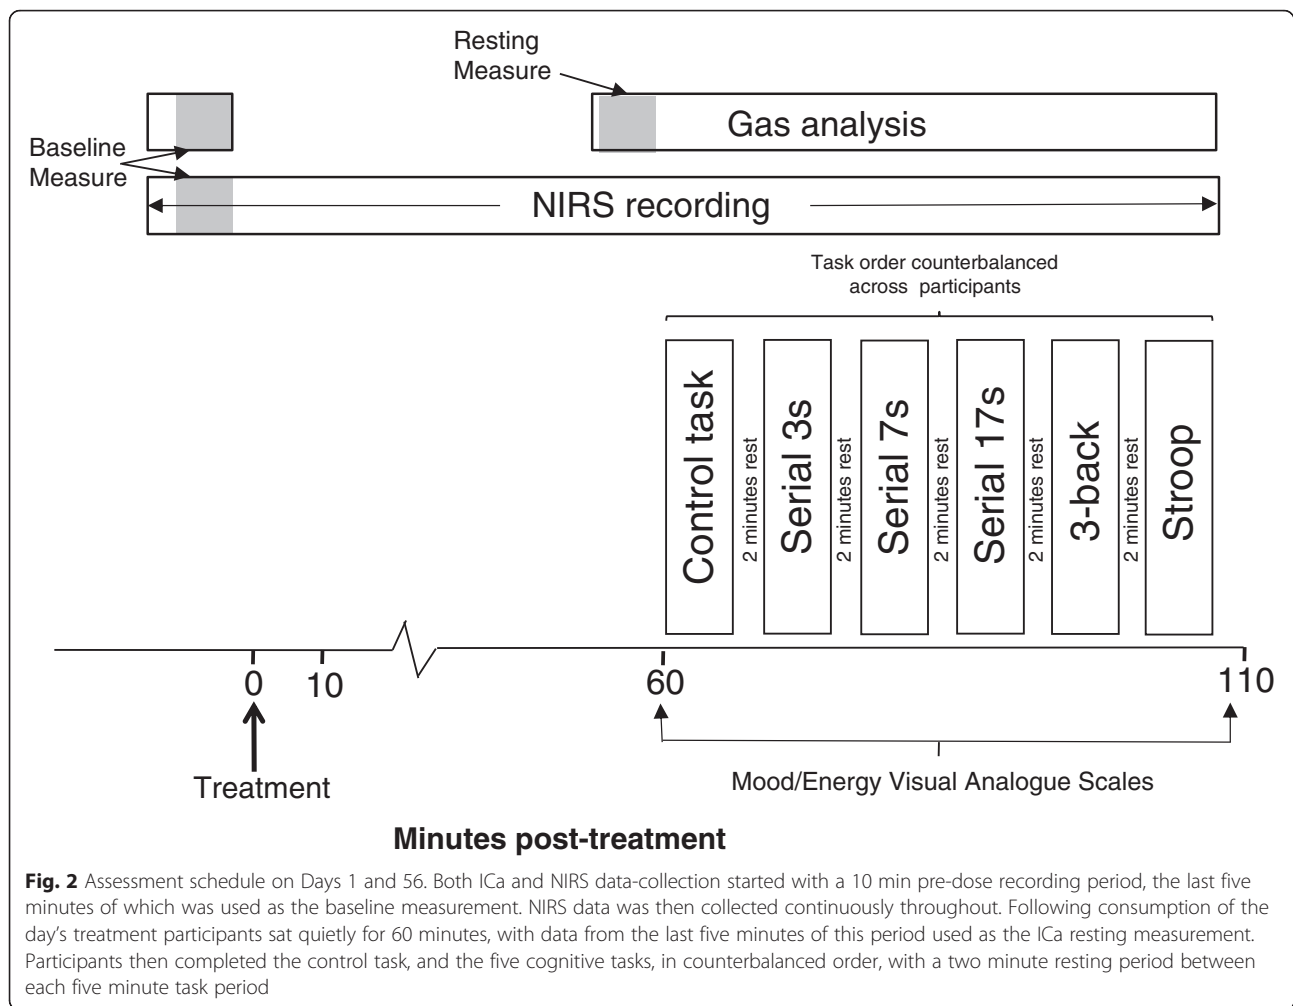 Resting
Measure
Gas analysis
Baseline
Measure
NIRS recording
Task order counterbalanced
across participants
Control task
2 minutes rest
Serial 3s
2 minutes rest
Serial 7s
2 minutes rest
Serial 17s
2 minutes rest
3-back
2 minutes rest
Stroop
0
10
60
110
Treatment
Mood/Energy Visual Analogue Scales
Minutes post-treatment
Fig. 2 Assessment schedule on Days 1 and 56. Both ICa and NIRS data-collection started with a 10 min pre-dose recording period, the last five
minutes of which was used as the baseline measurement. NIRS data was then collected continuously throughout. Following consumption of the
day's treatment participants sat quietly for 60 minutes, with data from the last five minutes of this period used as the ICa resting measurement.
Participants then completed the control task, and the five cognitive tasks, in counterbalanced order, with a two minute resting period between
each five minute task period